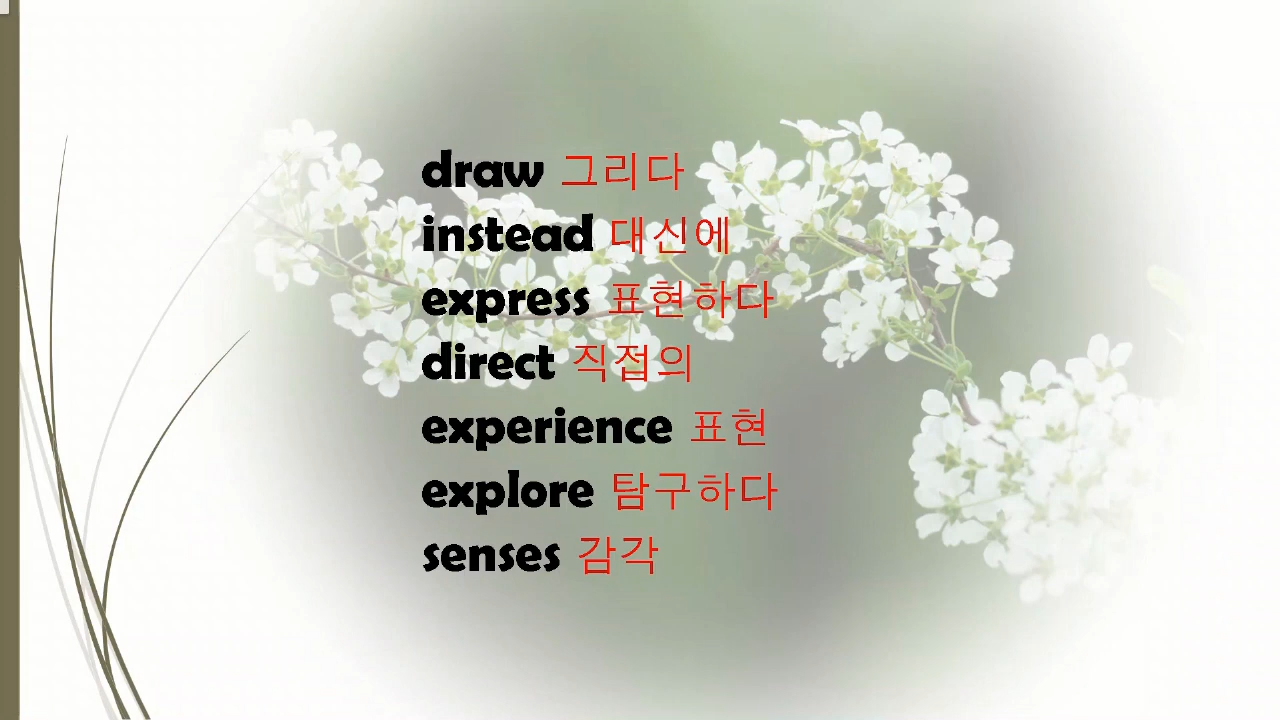 draw 그리다
instead 대신에
express 표현하다
direct 직접의
experience 표현
explore 탐구하다
senses 감각